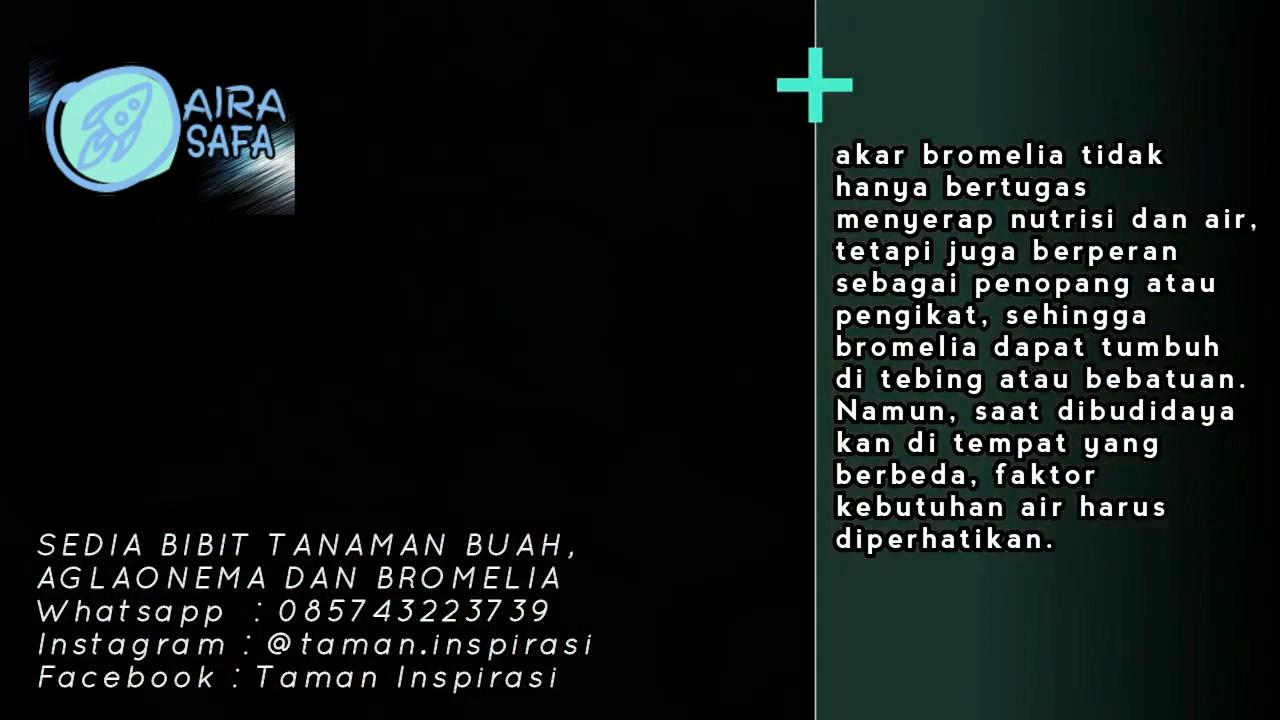 AIRA
SAFA
akar bromelia tidak
hanya bertugas
menyerap nutrisi dan air,
tetapi juga berperan
sebagai penopang atau
pengikat, sehingga
bromelia dapat tumbuh
di tebing atau bebatuan.
Namun, saat dibudidaya
kan di tempat yang
berbeda, faktor
kebutuhan air harus
diperhatikan.
SEDIA BIBIT TANAMAN BUAH,
AGLAONEMA DAN BROMELIA
Whatsapp : 085743223739
Instagram : @taman.inspirasi
Facebook : Taman Inspirasi